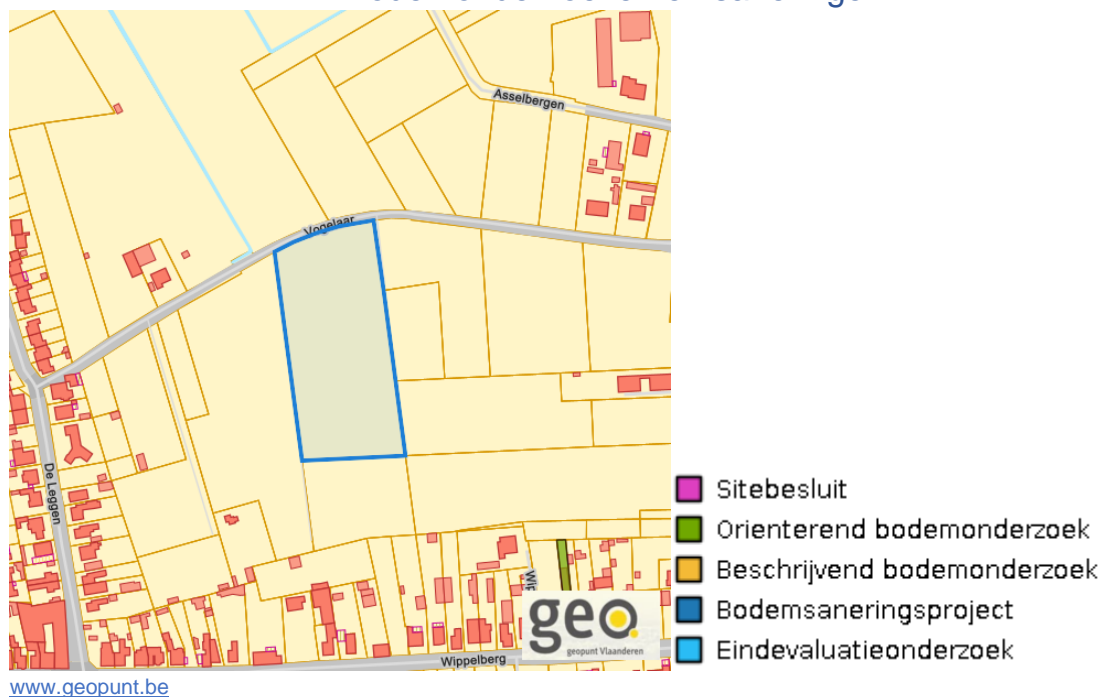 Asselbergen
Vogelaar
De Leggen
Wippelberg
geo
geopunt Vlaanderen
Sitebesluit
Orienterend bodemonderzoek
Beschrijvend bodemonderzoek
Bodemsaneringsproject
Eindevaluatieonderzoek
www.geopunt.be